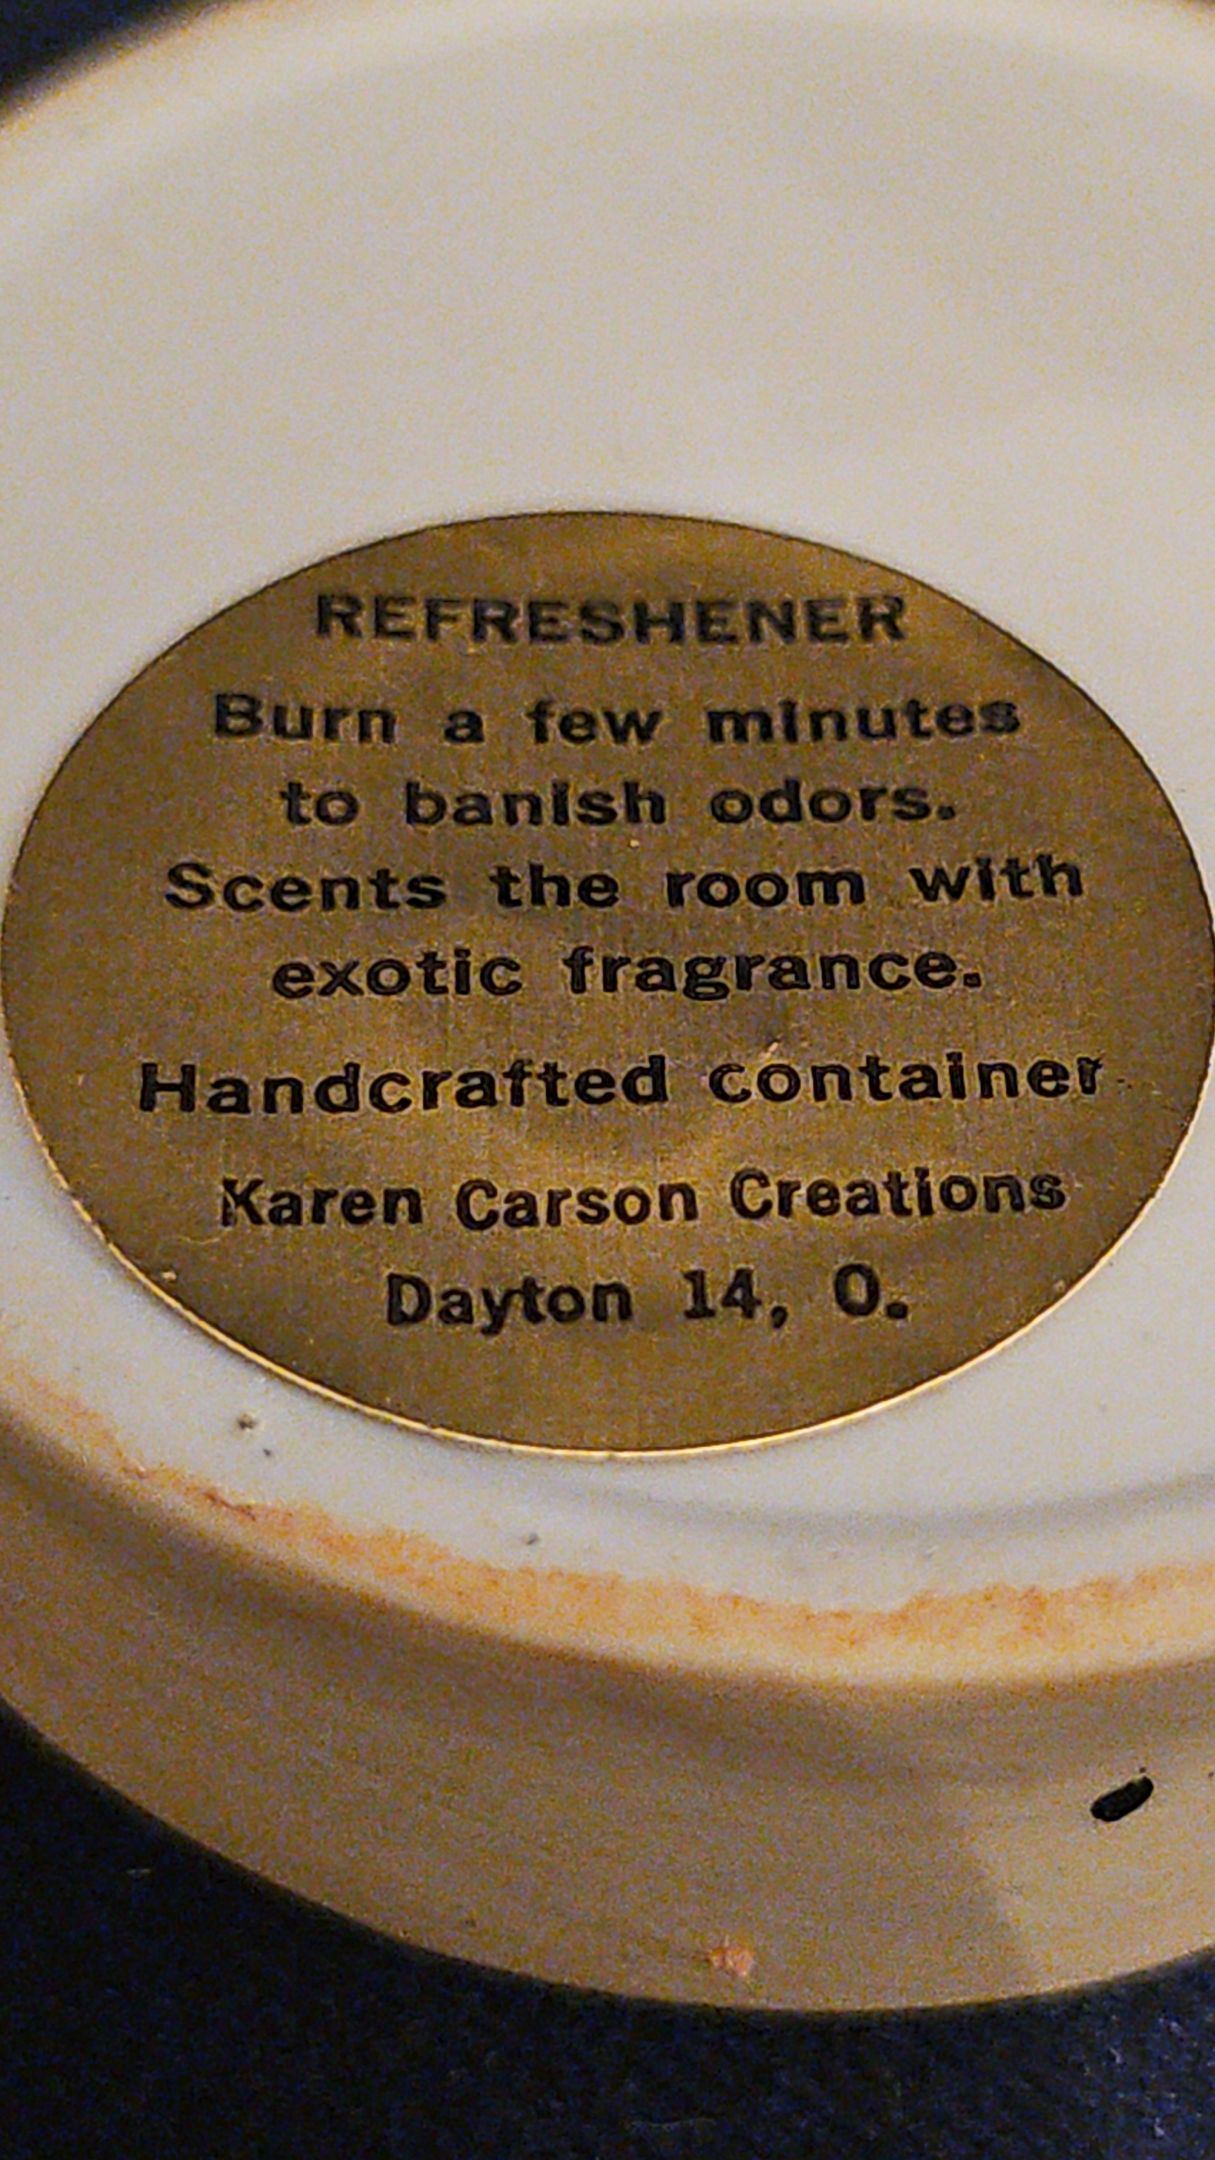 REFRESHENER
Burn a few minutes
to banish odors.
Scents the room with
exotic fragrance.
Handcrafted container
Karen Carson Creations
Dayton 14, O.